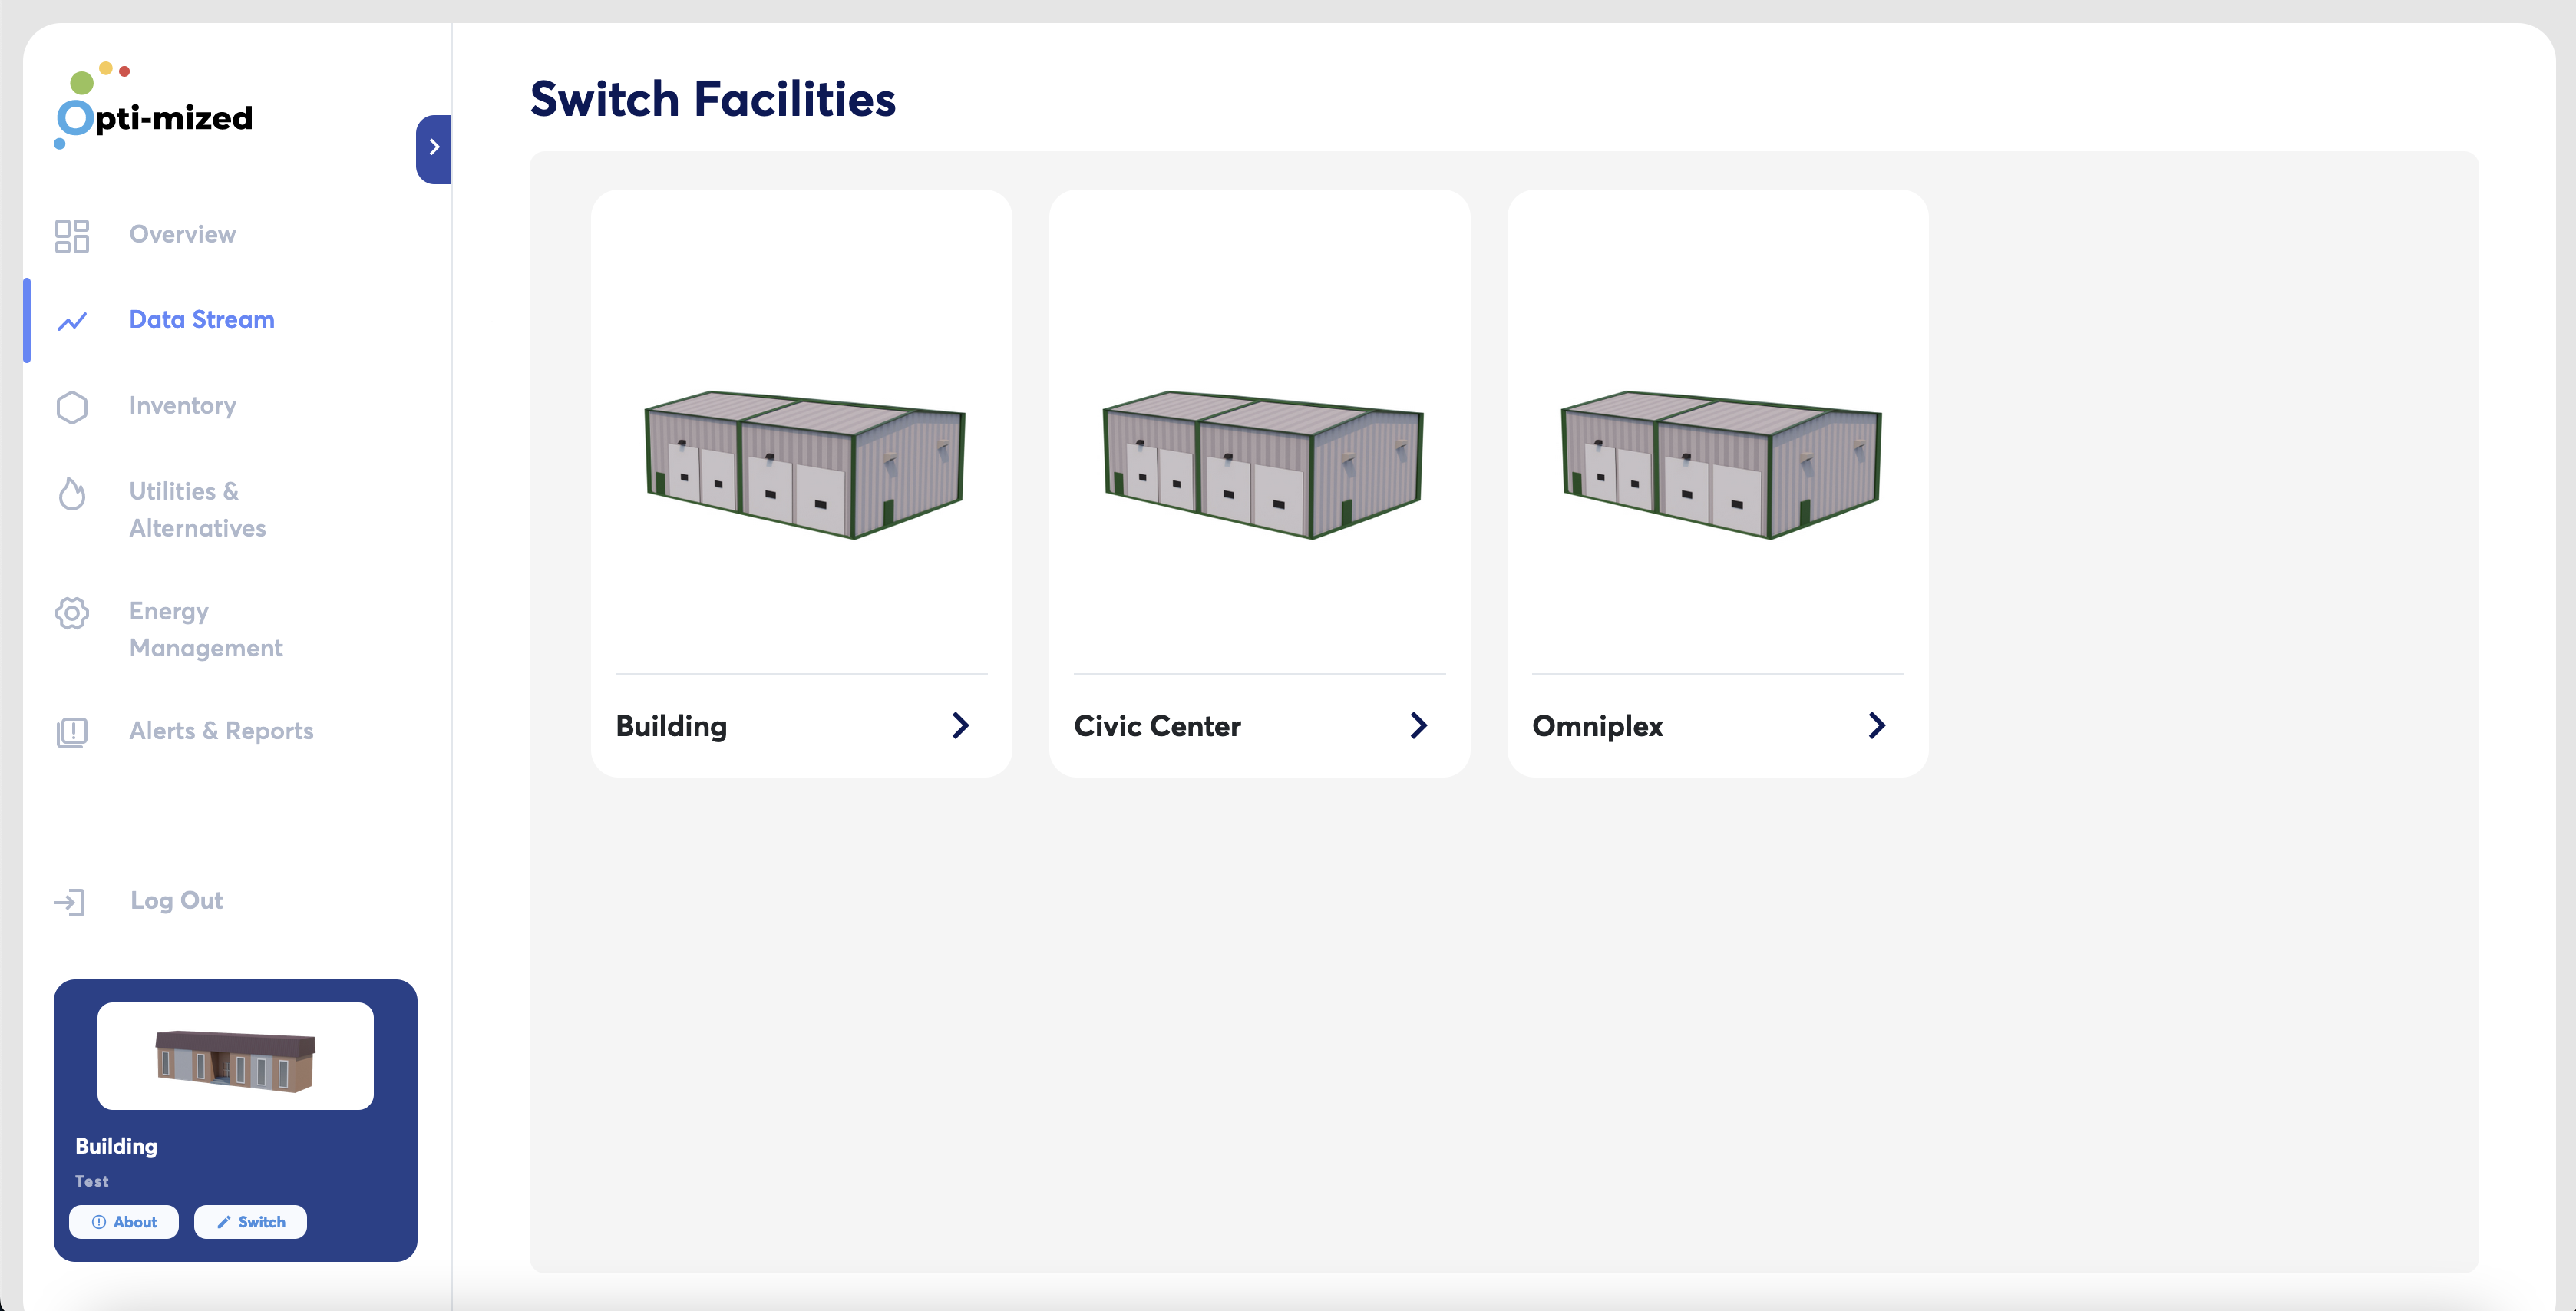 Opti-mized
Overview
Data Stream
Inventory
Utilities &
Alternatives
Energy
Management
Alerts & Reports
Log Out
Building
Test
About
Switch
Switch Facilities
Building
Civic Center
Omniplex